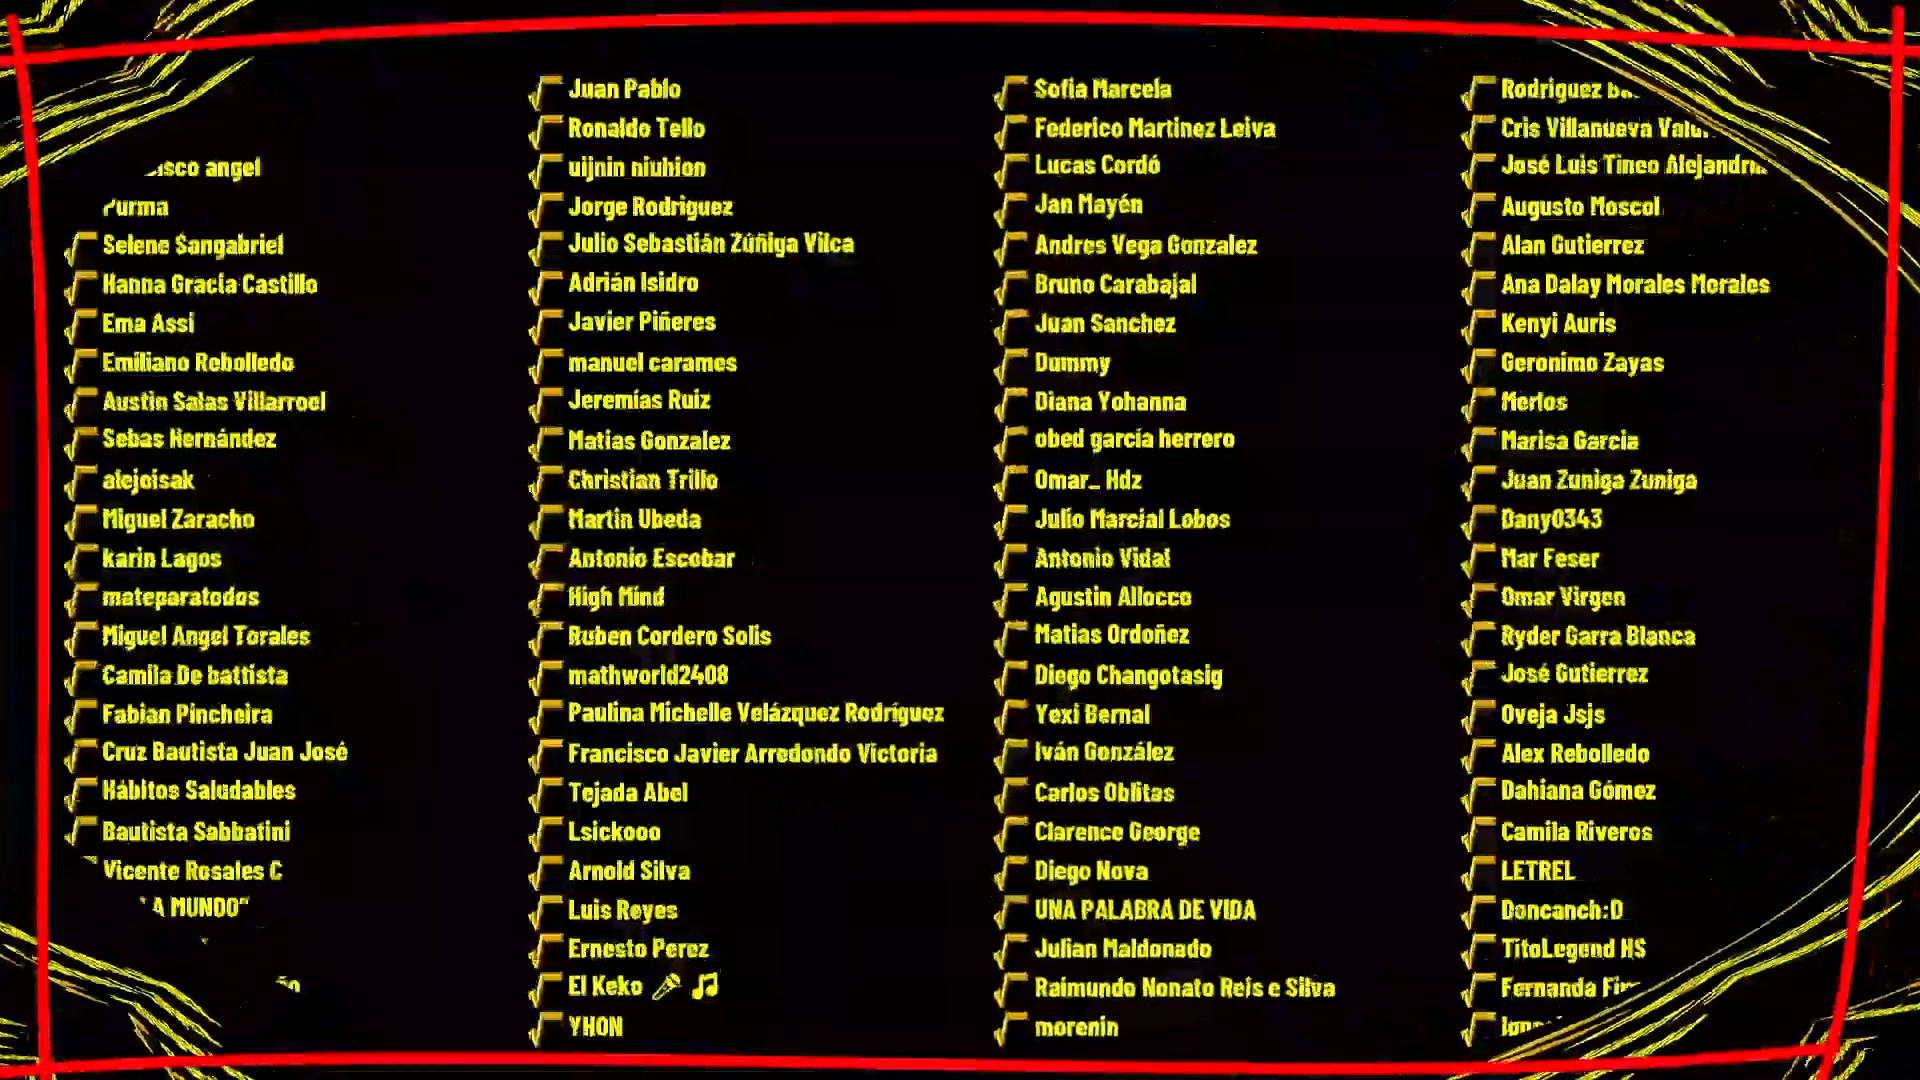 angel
Purma
Selene Sangabriel
Hanna Gracia Castillo
Ema Assi
Emiliano Rebolledo
Austin Salas Villarroel
Sebas Hernández
alejoisak
Miguel Zaracho
karin Lagos
mateparatodos
Miguel Angel Torales
Camila De battista
Fabian Pincheira
Cruz Bautista Juan José
Hábitos Saludables
Bautista Sabbatini
Vicente Rosales C
A MUNDO"
Juan Pablo
Ronaldo Tello
uijnin niuhion
Jorge Rodriguez
Julio Sebastián Zúñiga Vilca
Adrián Isidro
Javier Piñeres
manuel carames
Jeremías Ruiz
Matias Gonzalez
Christian Trillo
Martin Ubeda
Antonio Escobar
High Mind
Ruben Cordero Solis
mathworld2408
Paulina Michelle Velázquez Rodríguez
Francisco Javier Arredondo Victoria
Tejada Abel
Lsickooo
Arnold Silva
Luis Reyes
Ernesto Perez
El Keko 🎤 🎵
YHON
Sofia Marcela
Federico Martinez Leiva
Lucas Cordó
Jan Mayén
Andres Vega Gonzalez
Bruno Carabajal
Juan Sanchez
Dummy
Diana Yohanna
obed garcía herrero
Omar_ Hdz
Julio Marcial Lobos
Antonio Vidal
Agustin Allocco
Matias Ordoñez
Diego Changotasig
Yexi Bernal
Iván González
Carlos Oblitas
Clarence George
Diego Nova
UNA PALABRA DE VIDA
Julian Maldonado
Raimundo Nonato Reis e Silva
morenin
Rodriguez
Cris Villanueva
José Luis Tineo
Augusto Moscol
Alan Gutierrez
Ana Dalay Morales Morales
Kenyi Auris
Geronimo Zayas
Merlos
Marisa Garcia
Juan Zuniga Zuniga
Dany0343
Mar Feser
Omar Virgen
Ryder Garra Blanca
José Gutierrez
Oveja Jsjs
Alex Rebolledo
Dahiana Gómez
Camila Riveros
LETREL
Doncanch:D
TitoLegend HS
Fernanda